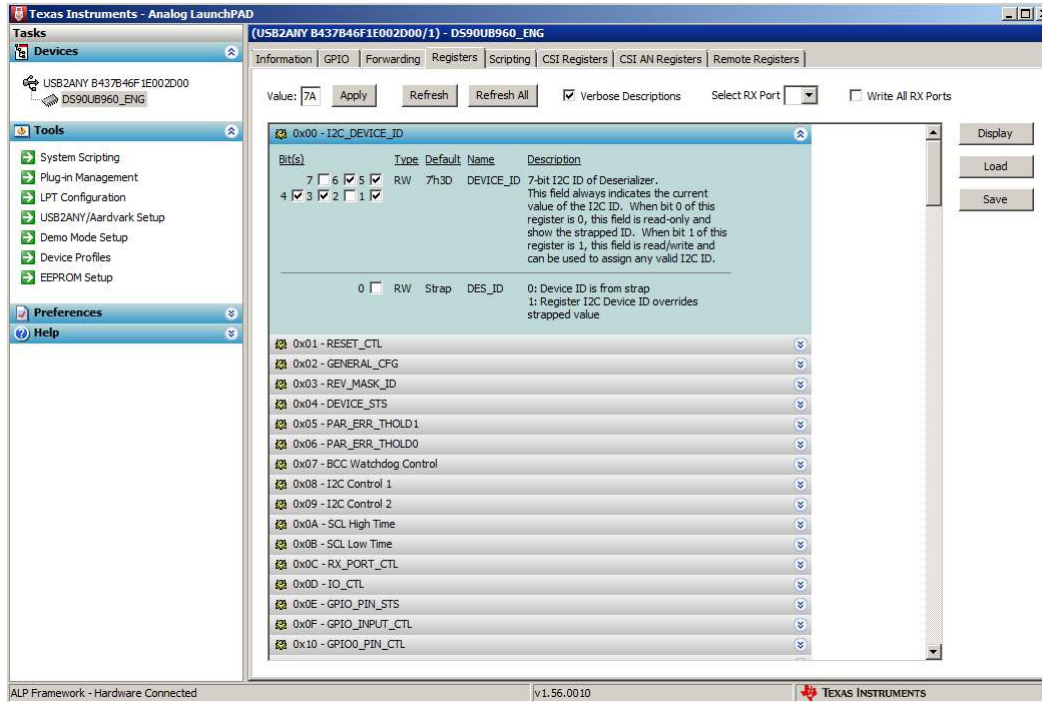 Texas Instruments - Analog LaunchPAD
Tasks
Devices
USB2ANY B437B46F1E002D00
DS90UB960_ENG
Tools
System Scripting
Plug-in Management
LPT Configuration
USB2ANY/Aardvark Setup
Demo Mode Setup
Device Profiles
EEPROM Setup
Preferences
Help
(USB2ANY B437B46F1E002D00/1) - DS90UB960_ENG
Information GPIO Forwarding Registers Scripting CSI Registers CSI AN Registers Remote Registers
Value: 7A Apply Refresh Refresh All Verbose Descriptions Select RX Port Write All RX Ports
0x00 - I2C_DEVICE_ID
Bit(s) Type Default Name Description
7 6 5 RW 7'h3D DEVICE_ID 7-bit I2C ID of Deserializer.
4 3 2 1 This field always indicates the current
value of the I2C ID. When bit 0 of this
register is 0, this field is read-only and
show the strapped ID. When bit 1 of this
register is 1, this field is read/write and
can be used to assign any valid I2C ID.
0 RW Strap DES_ID 0: Device ID is from strap
1: Register I2C Device ID overrides
strapped value
0x01 - RESET_CTL
0x02 - GENERAL_CFG
0x03 - REV_MASK_ID
0x04 - DEVICE_STS
0x05 - PAR_ERR_THOLD1
0x06 - PAR_ERR_THOLD0
0x07 - BCC Watchdog Control
0x08 - I2C Control 1
0x09 - I2C Control 2
0x0A - SCL High Time
0x0B - SCL Low Time
0x0C - RX_PORT_CTL
0x0D - IO_CTL
0x0E - GPIO_PIN_STS
0x0F - GPIO_INPUT_CTL
0x10 - GPIO0_PIN_CTL
Display
Load
Save
ALP Framework - Hardware Connected v1.56.0010 TEXAS INSTRUMENTS